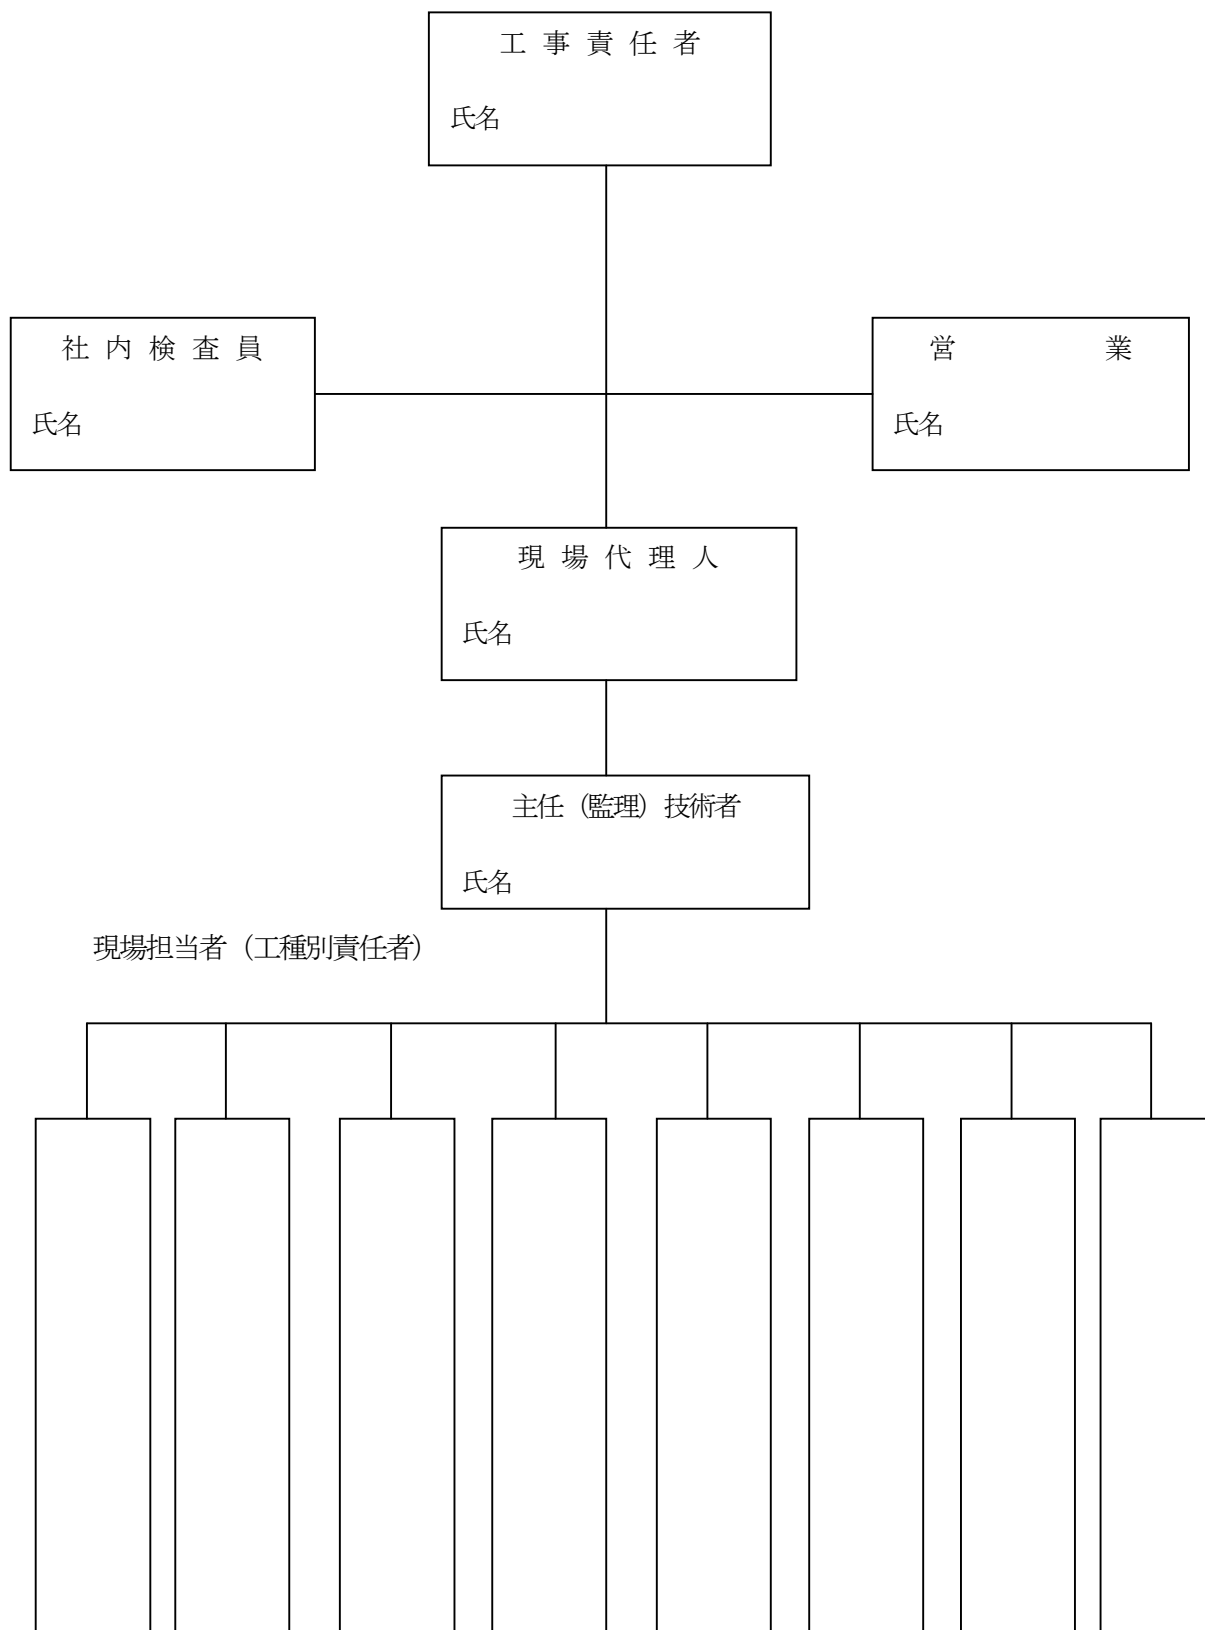 工 事 責 任 者
氏名
社 内 検 査 員
氏名
営 業
氏名
現 場 代 理 人
氏名
主任（監理）技術者
氏名
現場担当者（工種別責任者）